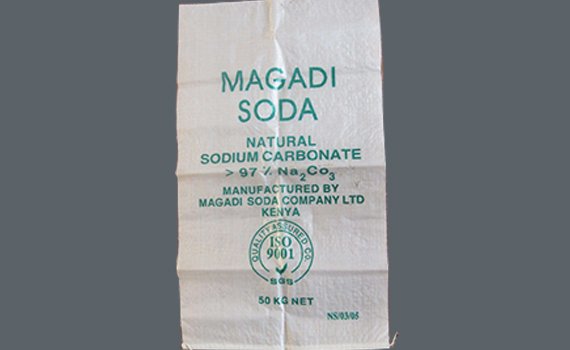 MAGADI
SODA
NATURAL
SODIUM CARBONATE
> 97 % Na₂Co₃
MANUFACTURED BY
MAGADI SODA COMPANY LTD
KENYA
QUALITY ASSURED CO.
ISO
9001
SGS
50 KG NET
NS/03/05